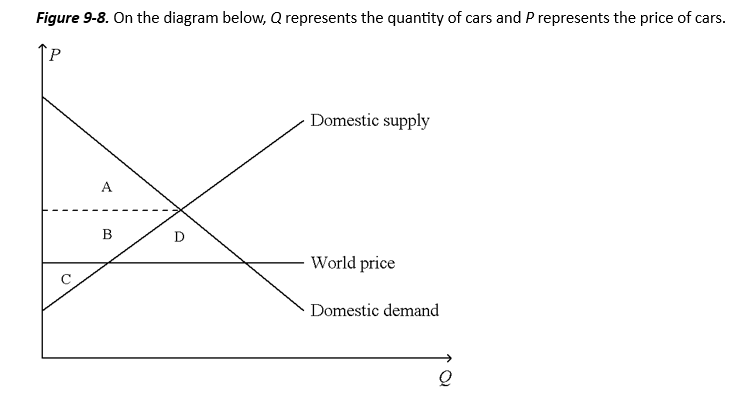 Figure 9-8. On the diagram below, Q represents the quantity of cars and P represents the price of cars.
P
Domestic supply
A
B
D
World price
C
Domestic demand
Q